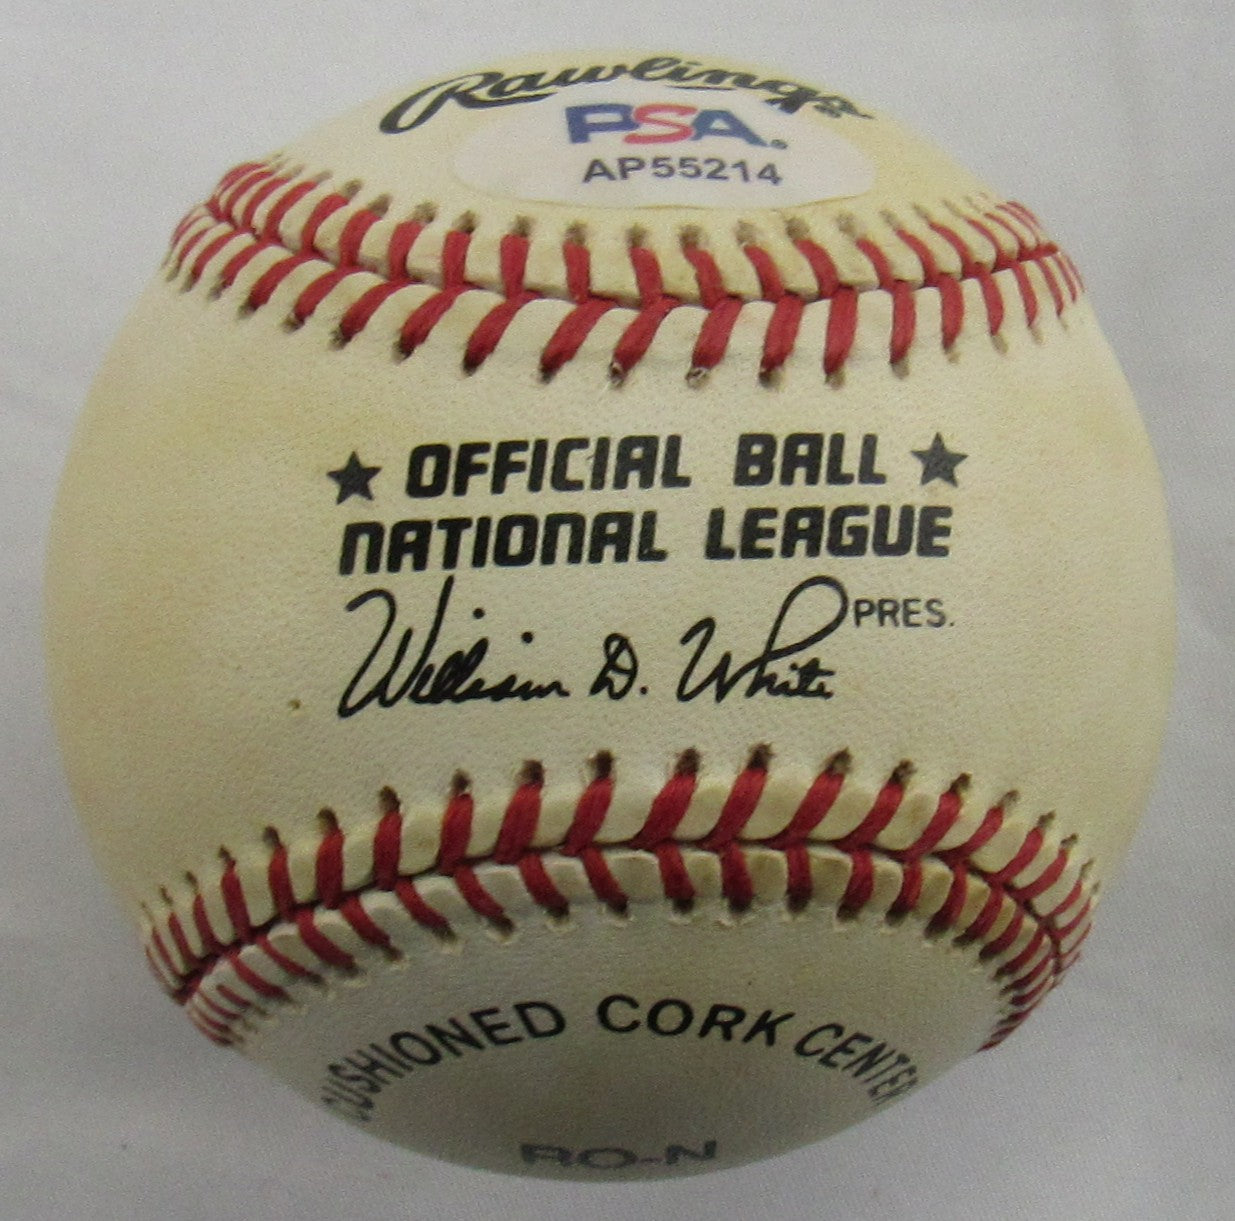 Rawlings
PSA
AP55214
★ OFFICIAL BALL ★
NATIONAL LEAGUE
William D. White PRES.
CUSHIONED CORK CENTER
RO-N